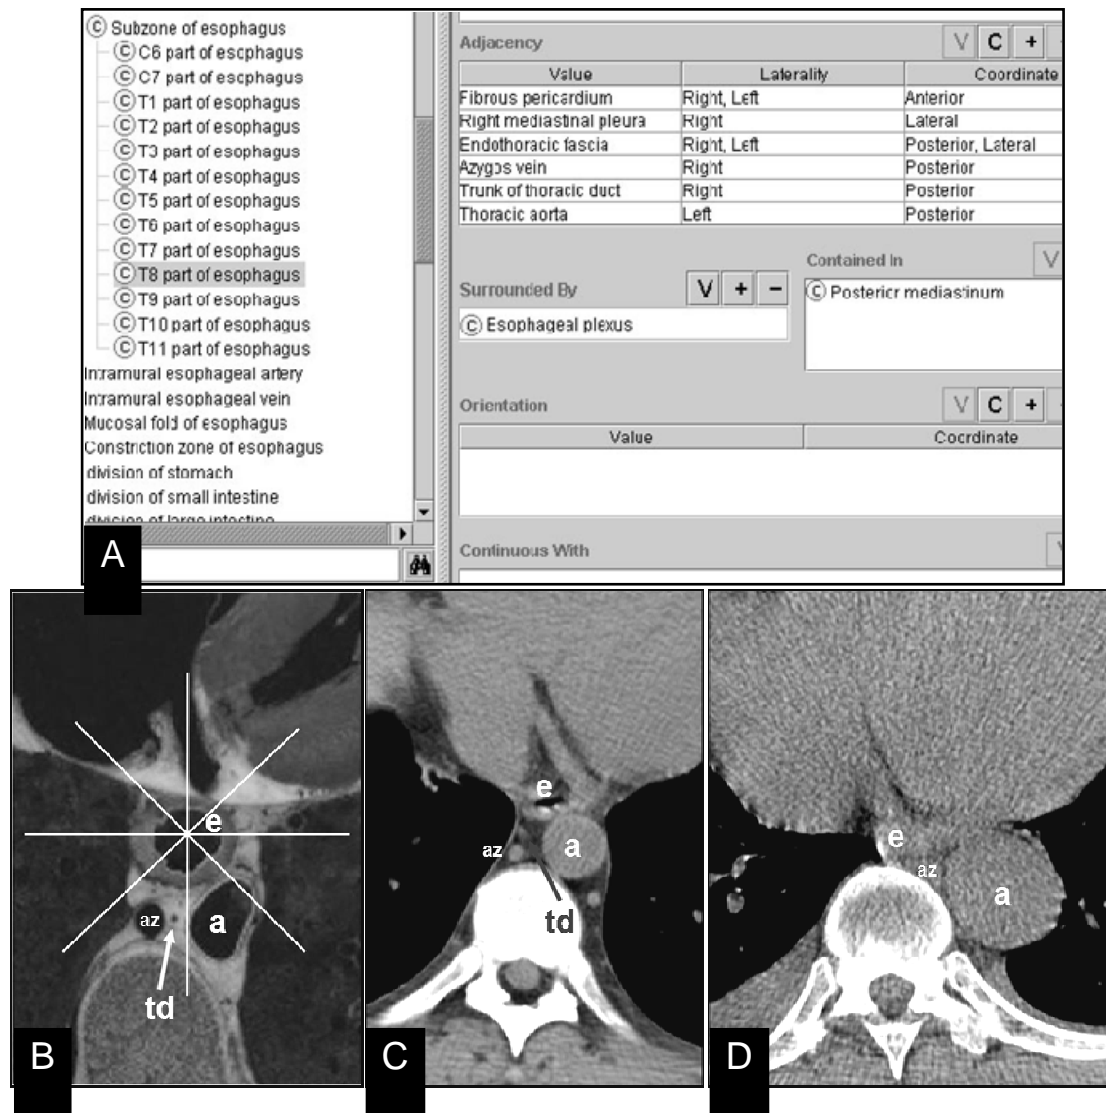 Subzone of esophagus
C6 part of esophagus
C7 part of esophagus
T1 part of esophagus
T2 part of esophagus
T3 part of esophagus
T4 part of esophagus
T5 part of esophagus
T6 part of esophagus
T7 part of esophagus
T8 part of esophagus
T9 part of esophagus
T10 part of esophagus
T11 part of esophagus
Intramural esophageal artery
Intramural esophageal vein
Mucosal fold of esophagus
Constriction zone of esophagus
division of stomach
division of small intestine
division of large intestine
Adjacency V C +
Value Laterality Coordinate
Fibrous pericardium Right, Left Anterior
Right mediastinal pleura Right Lateral
Endothoracic fascia Right, Left Posterior, Lateral
Azygos vein Right Posterior
Trunk of thoracic duct Right Posterior
Thoracic aorta Left Posterior
Surrounded By V + −
Esophageal plexus
Contained In V
Posterior mediastinum
Orientation V C +
Value Coordinate
Continuous With V
A
e
az
a
td
B
e
az
a
td
C
e
az
a
D